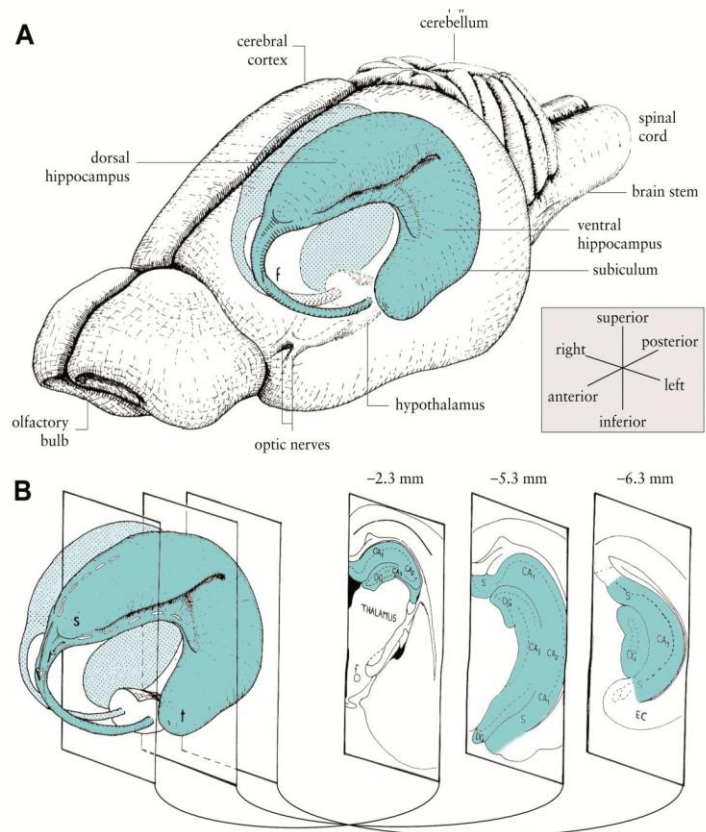 A
cerebellum
cerebral
cortex
spinal
cord
dorsal
hippocampus
brain stem
ventral
hippocampus
subiculum
f
superior
right
posterior
anterior
left
inferior
hypothalamus
olfactory
bulb
optic nerves
B
−2.3 mm
−5.3 mm
−6.3 mm
S
t
CA1
CA2
CA3
DG
THALAMUS
f
S
CA1
DG
CA3
CA2
CA1
S
DG
S
DG
CA1
S
EC